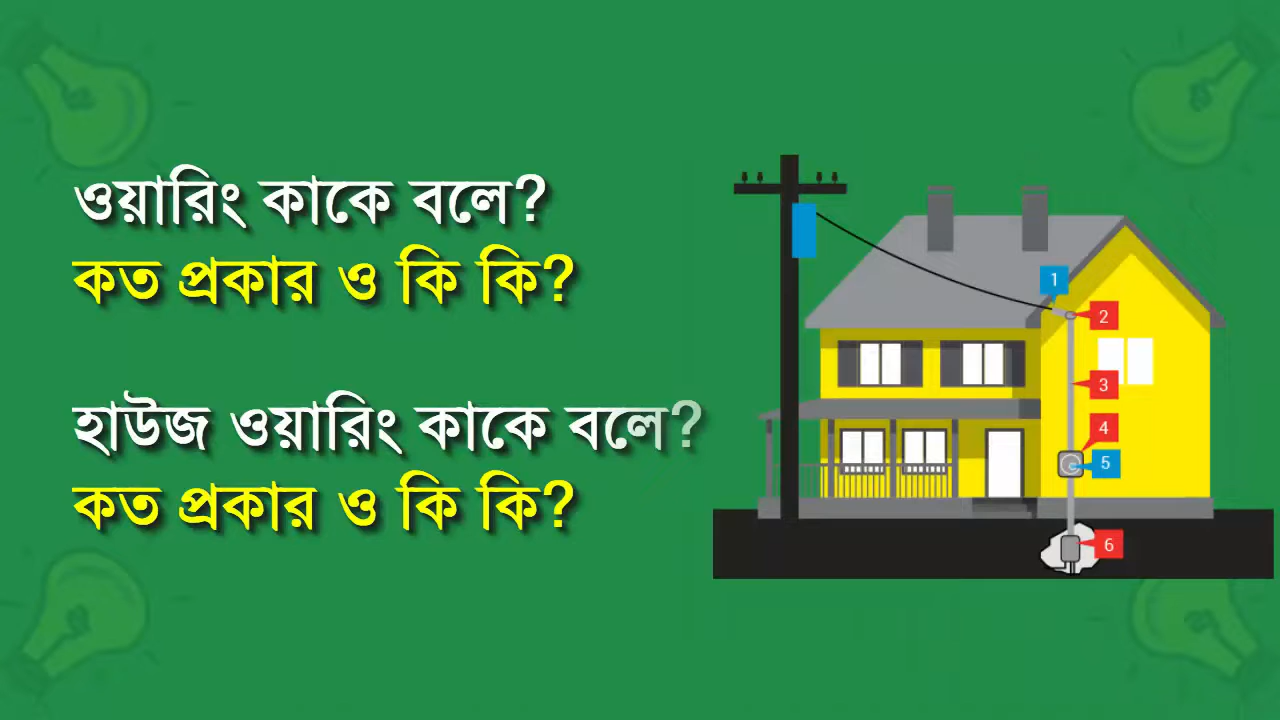 ওয়ারিং কাকে বলে?
কত প্রকার ও কি কি?
হাউজ ওয়ারিং কাকে বলে?
কত প্রকার ও কি কি?
1
2
3
4
5
6